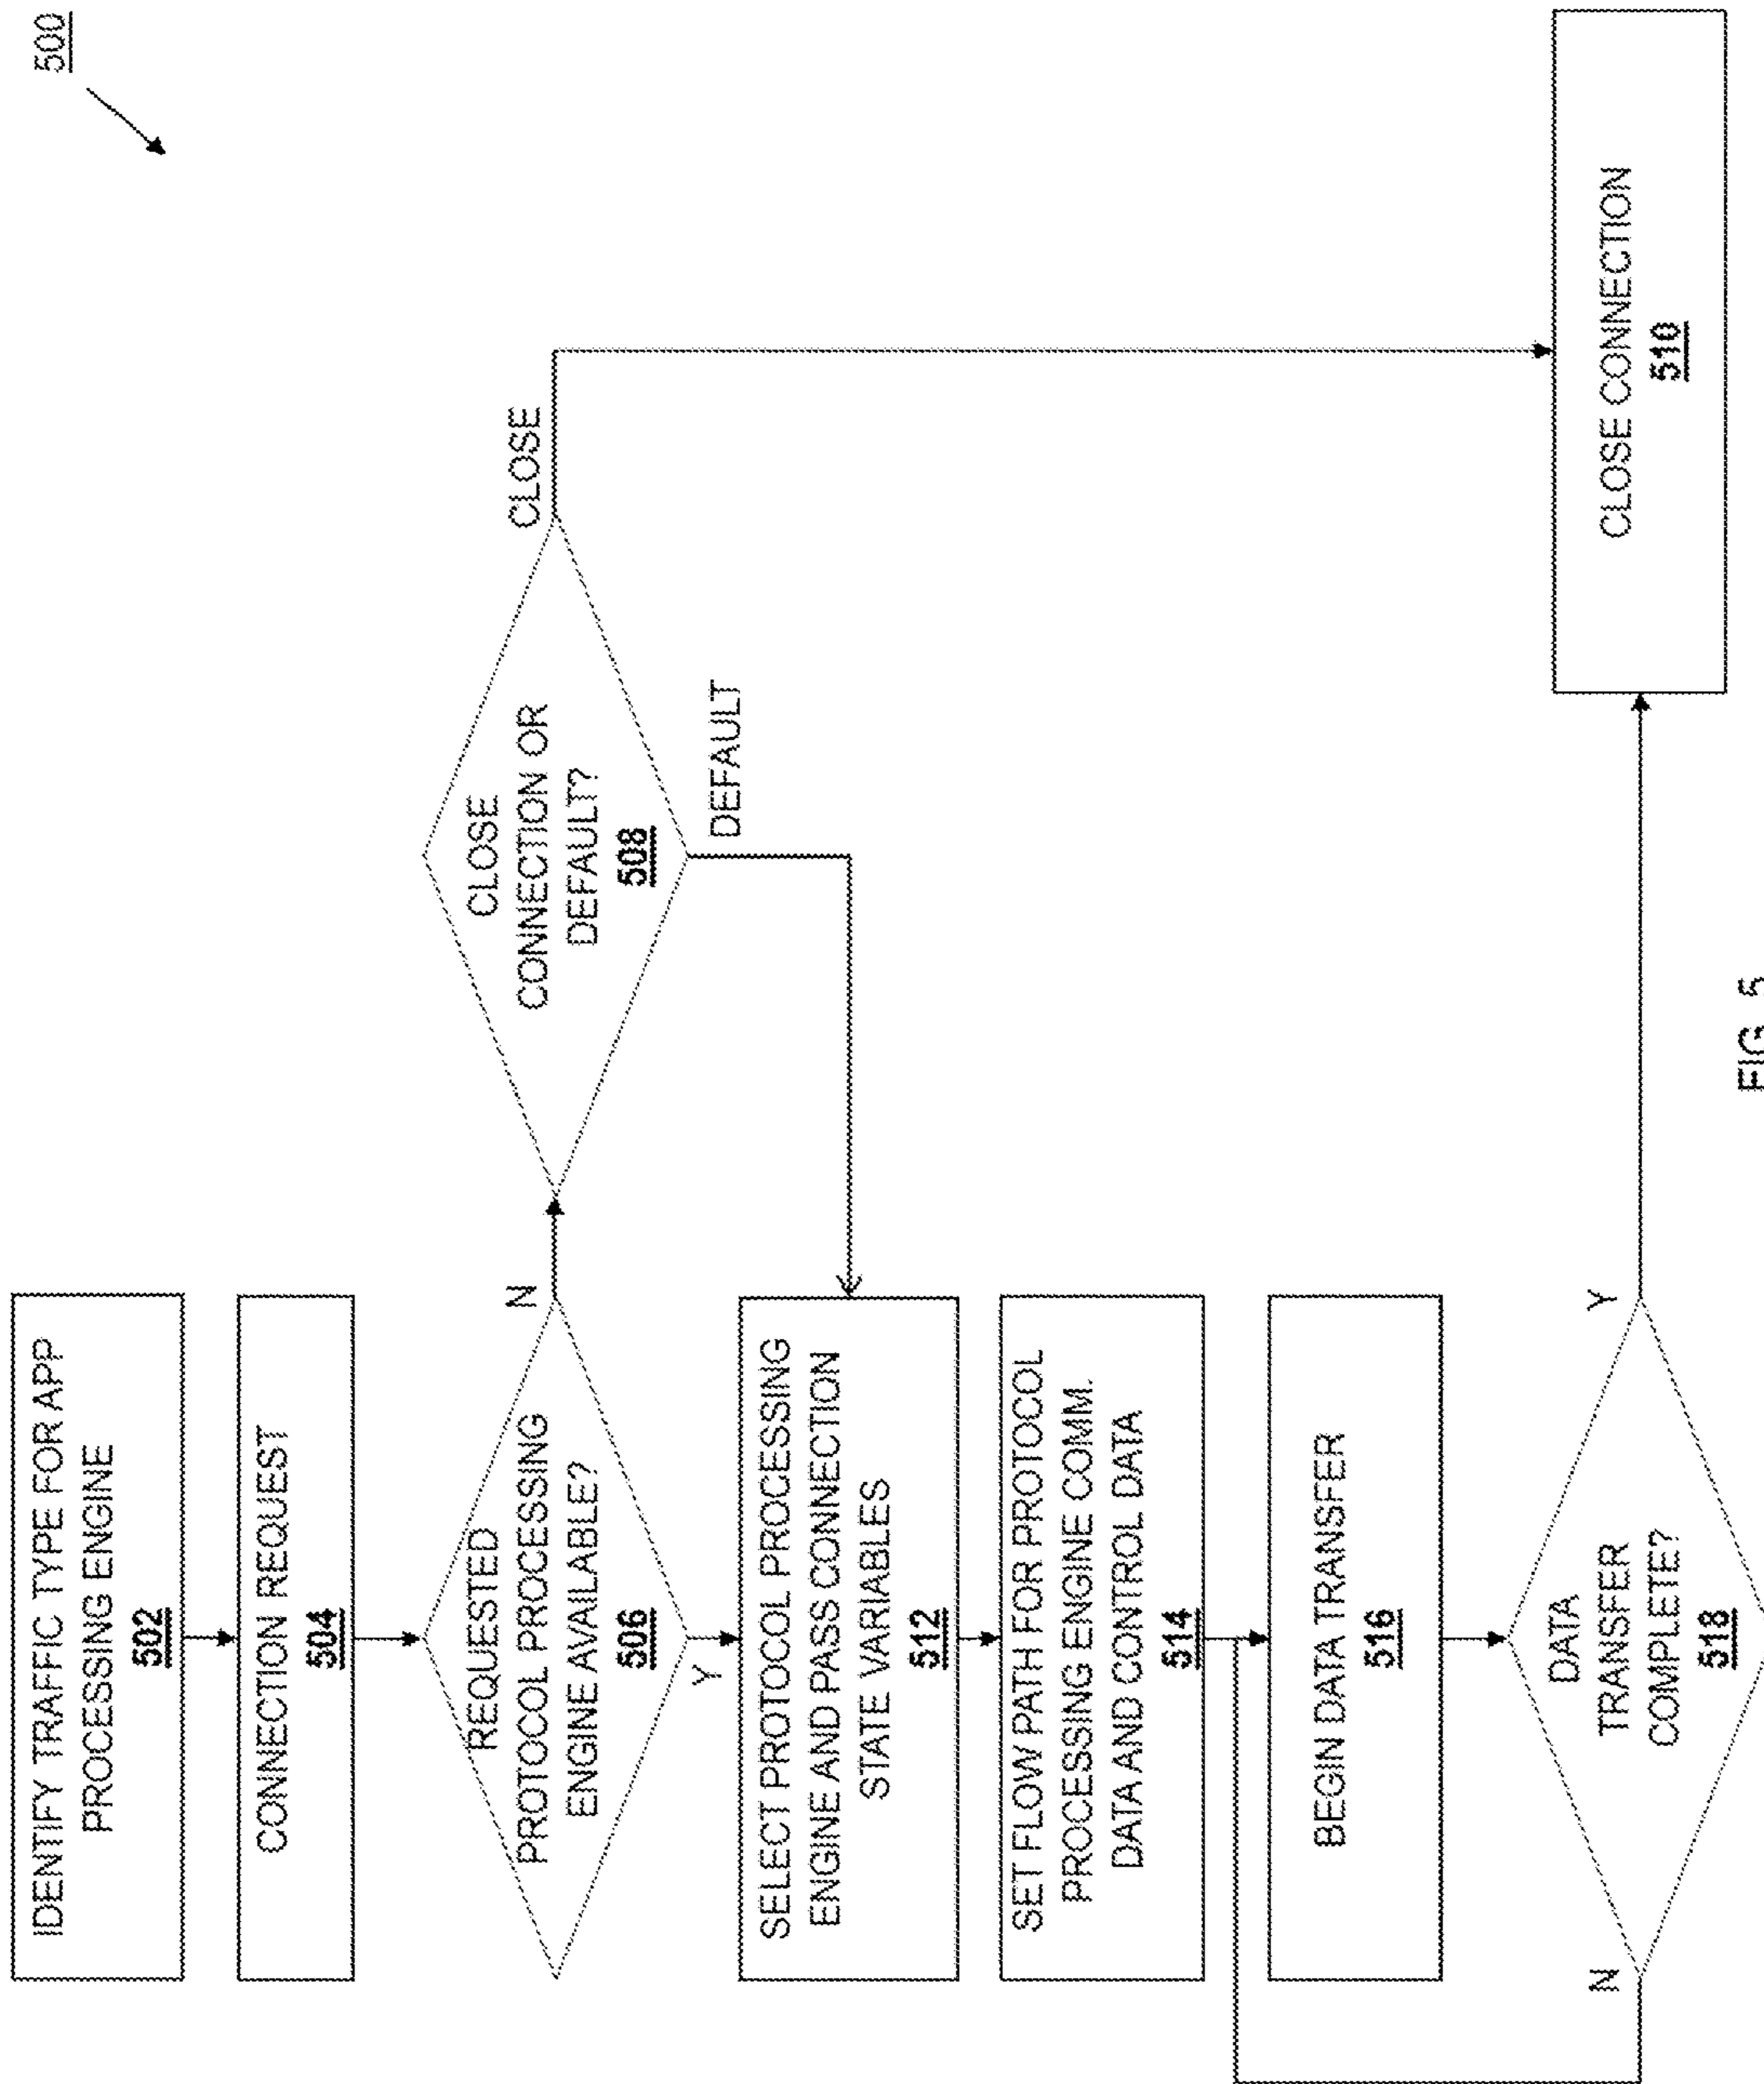 500
IDENTIFY TRAFFIC TYPE FOR APP
PROCESSING ENGINE
502
CONNECTION REQUEST
504
REQUESTED
PROTOCOL PROCESSING
ENGINE AVAILABLE?
506
N
Y
CLOSE
CONNECTION OR
DEFAULT?
508
CLOSE
DEFAULT
SELECT PROTOCOL PROCESSING
ENGINE AND PASS CONNECTION
STATE VARIABLES
512
SET FLOW PATH FOR PROTOCOL
PROCESSING ENGINE COMM.
DATA AND CONTROL DATA
514
BEGIN DATA TRANSFER
516
DATA
TRANSFER
COMPLETE?
518
N
Y
CLOSE CONNECTION
510
FIG. 5